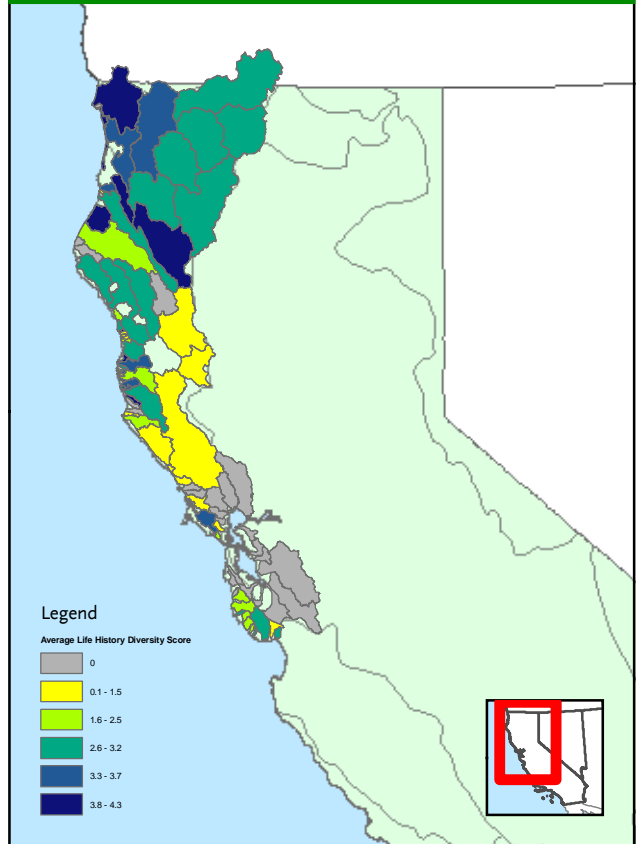 Legend
Average Life History Diversity Score
0
0.1 - 1.5
1.6 - 2.5
2.6 - 3.2
3.3 - 3.7
3.8 - 4.3